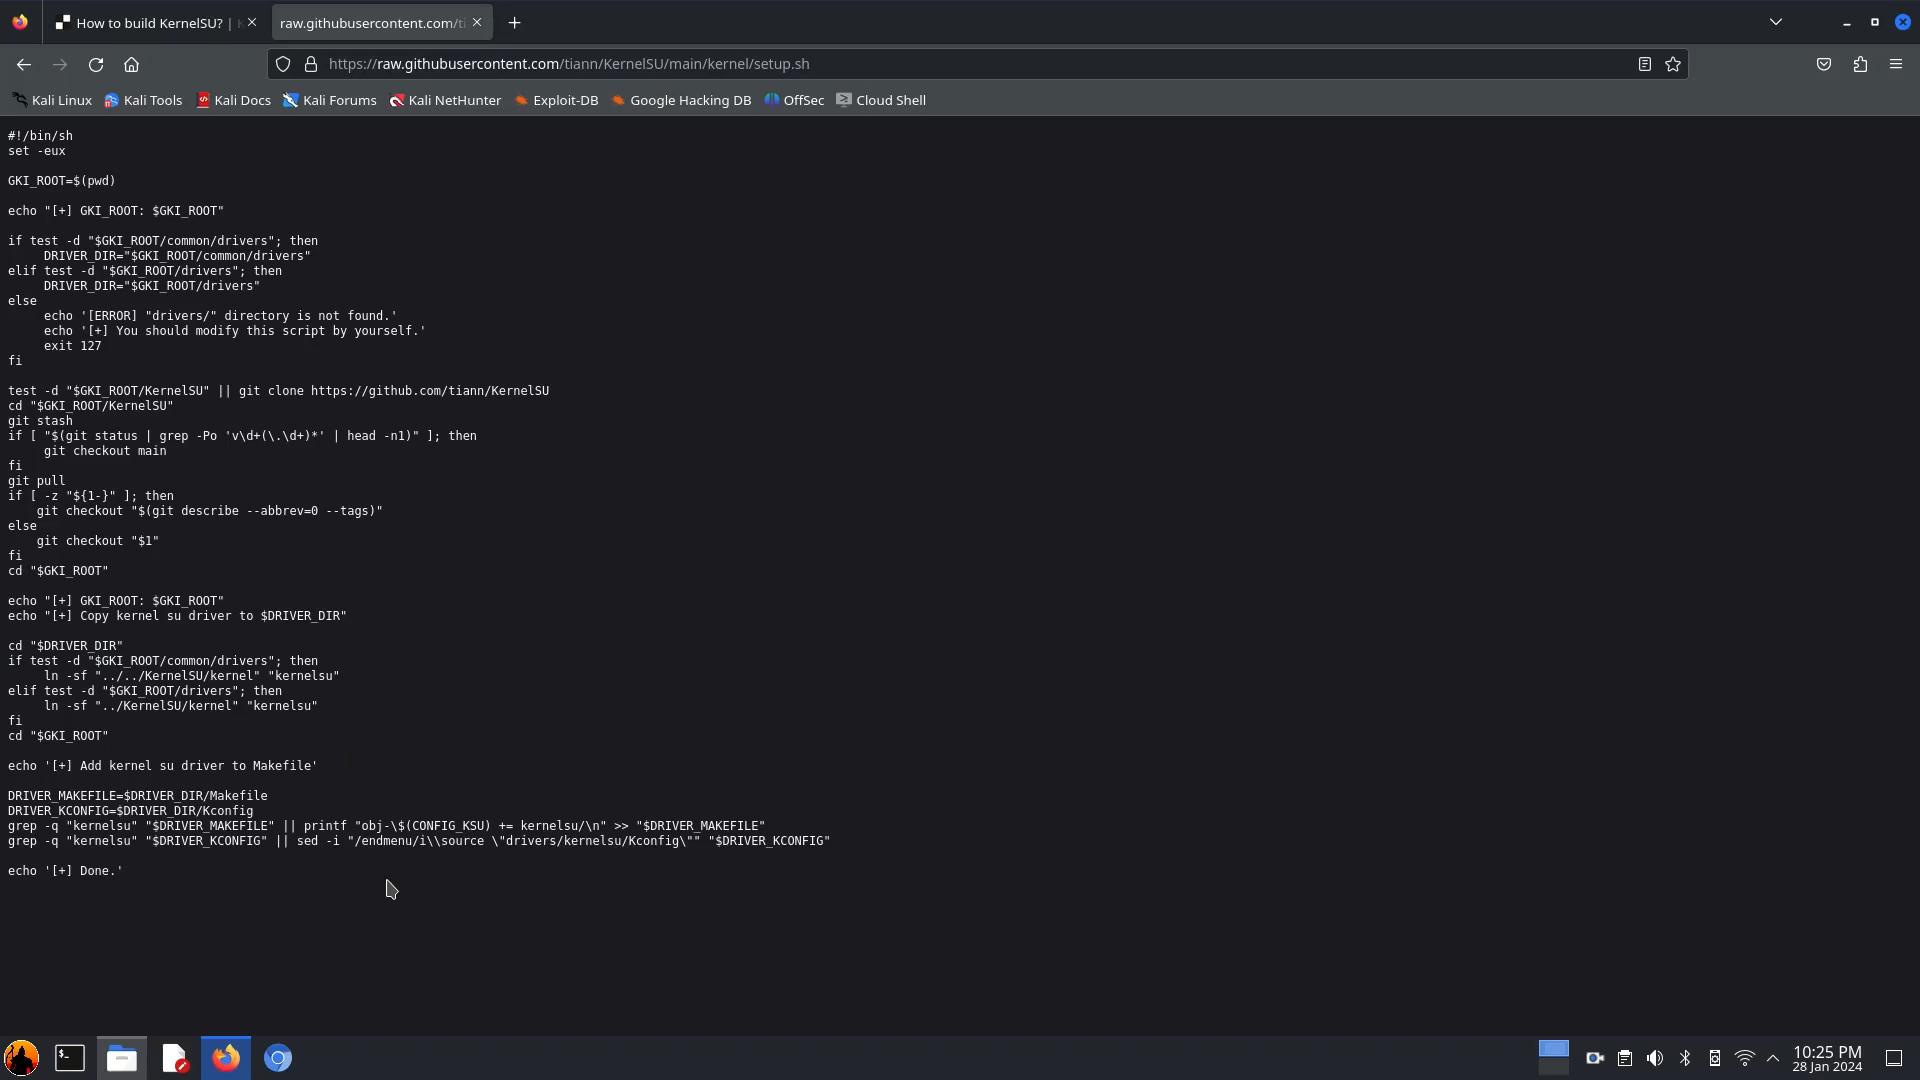 How to build KernelSU? |
raw.githubusercontent.com/ti
https://raw.githubusercontent.com/tiann/KernelSU/main/kernel/setup.sh
Kali Linux Kali Tools Kali Docs Kali Forums Kali NetHunter Exploit-DB Google Hacking DB OffSec Cloud Shell
#!/bin/sh
set -eux
GKI_ROOT=$(pwd)
echo "[+] GKI_ROOT: $GKI_ROOT"
if test -d "$GKI_ROOT/common/drivers"; then
     DRIVER_DIR="$GKI_ROOT/common/drivers"
elif test -d "$GKI_ROOT/drivers"; then
     DRIVER_DIR="$GKI_ROOT/drivers"
else
     echo '[ERROR] "drivers/" directory is not found.'
     echo '[+] You should modify this script by yourself.'
     exit 127
fi
test -d "$GKI_ROOT/KernelSU" || git clone https://github.com/tiann/KernelSU
cd "$GKI_ROOT/KernelSU"
git stash
if [ "$(git status | grep -Po 'v\d+(\.\d+)*' | head -n1)" ]; then
     git checkout main
fi
git pull
if [ -z "${1-}" ]; then
    git checkout "$(git describe --abbrev=0 --tags)"
else
    git checkout "$1"
fi
cd "$GKI_ROOT"
echo "[+] GKI_ROOT: $GKI_ROOT"
echo "[+] Copy kernel su driver to $DRIVER_DIR"
cd "$DRIVER_DIR"
if test -d "$GKI_ROOT/common/drivers"; then
     ln -sf "../../KernelSU/kernel" "kernelsu"
elif test -d "$GKI_ROOT/drivers"; then
     ln -sf "../KernelSU/kernel" "kernelsu"
fi
cd "$GKI_ROOT"
echo '[+] Add kernel su driver to Makefile'
DRIVER_MAKEFILE=$DRIVER_DIR/Makefile
DRIVER_KCONFIG=$DRIVER_DIR/Kconfig
grep -q "kernelsu" "$DRIVER_MAKEFILE" || printf "obj-\$(CONFIG_KSU) += kernelsu/\n" >> "$DRIVER_MAKEFILE"
grep -q "kernelsu" "$DRIVER_KCONFIG" || sed -i "/endmenu/i\\source \"drivers/kernelsu/Kconfig\"" "$DRIVER_KCONFIG"
echo '[+] Done.'
10:25 PM
28 Jan 2024